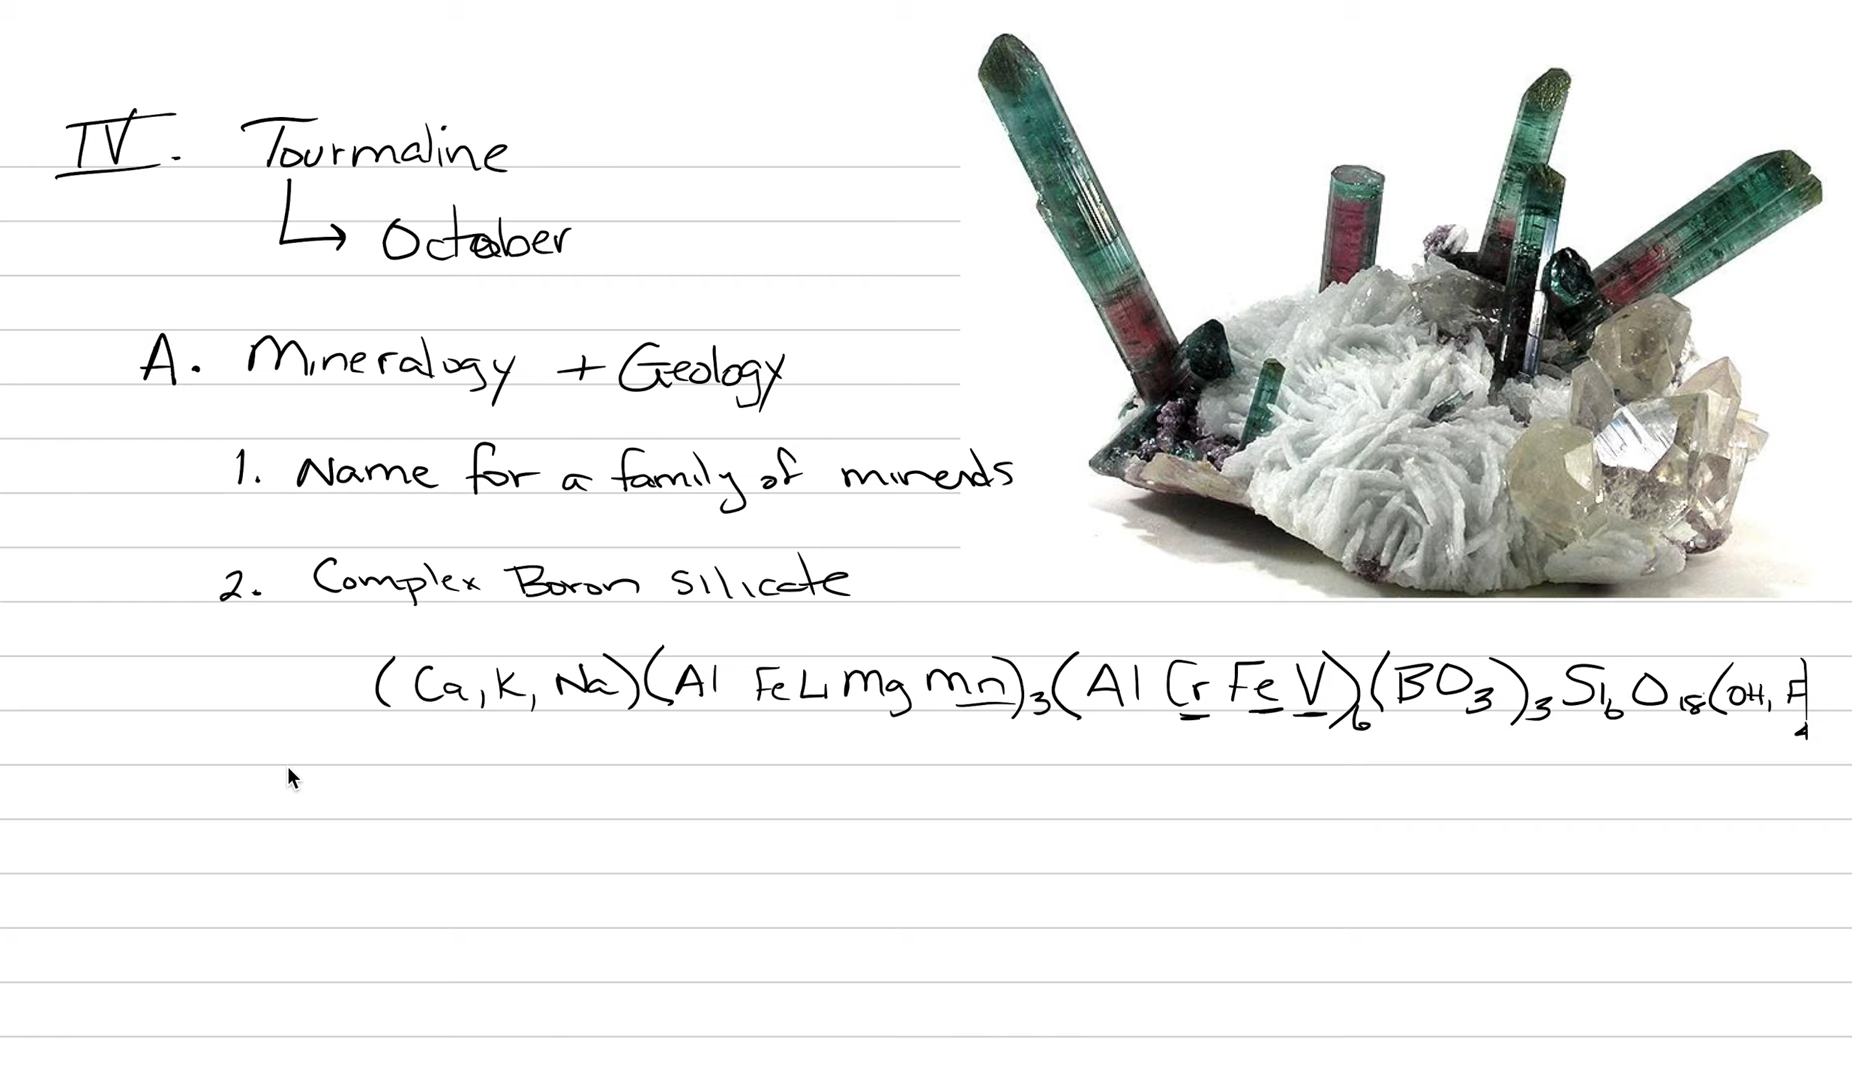 IV. Tourmaline
↳ October
A. Mineralogy + Geology
1. Name for a family of minerals
2. Complex Boron silicate
(Ca, K, Na)(Al Fe Li Mg Mn)₃(Al Cr Fe V)₆(BO₃)₃Si₆O₁₈(OH, F)₄